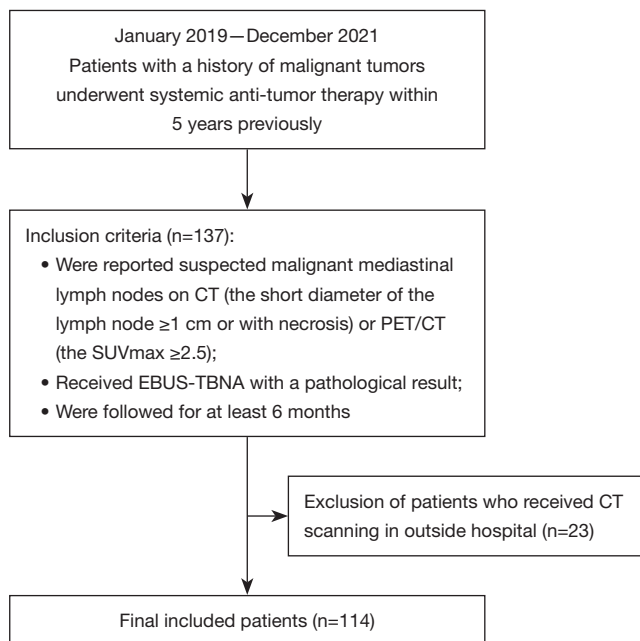 January 2019—December 2021
Patients with a history of malignant tumors
underwent systemic anti-tumor therapy within
5 years previously
Inclusion criteria (n=137):
• Were reported suspected malignant mediastinal
lymph nodes on CT (the short diameter of the
lymph node ≥1 cm or with necrosis) or PET/CT
(the SUVmax ≥2.5);
• Received EBUS-TBNA with a pathological result;
• Were followed for at least 6 months
Exclusion of patients who received CT
scanning in outside hospital (n=23)
Final included patients (n=114)